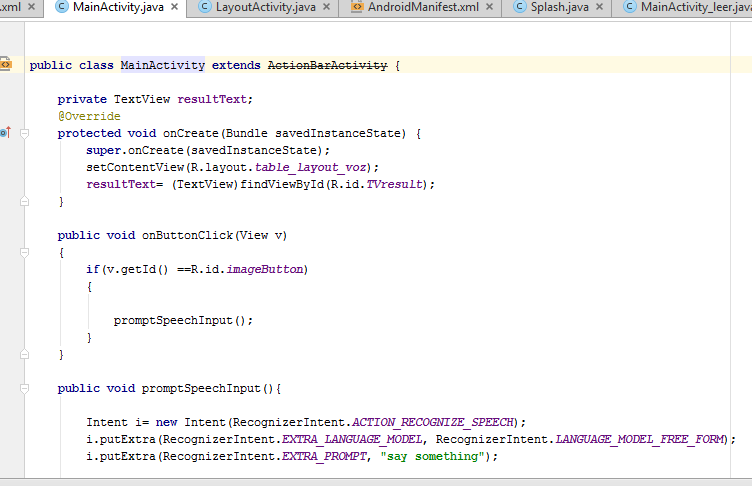 .xml MainActivity.java LayoutActivity.java AndroidManifest.xml Splash.java MainActivity_leer.java
public class MainActivity extends ActionBarActivity {
private TextView resultText;
@Override
protected void onCreate(Bundle savedInstanceState) {
super.onCreate(savedInstanceState);
setContentView(R.layout.table_layout_voz);
resultText= (TextView)findViewById(R.id.TVresult);
}
public void onButtonClick(View v)
{
if(v.getId() ==R.id.imageButton)
{
promptSpeechInput();
}
}
public void promptSpeechInput(){
Intent i= new Intent(RecognizerIntent.ACTION_RECOGNIZE_SPEECH);
i.putExtra(RecognizerIntent.EXTRA_LANGUAGE_MODEL, RecognizerIntent.LANGUAGE_MODEL_FREE_FORM);
i.putExtra(RecognizerIntent.EXTRA_PROMPT, "say something");